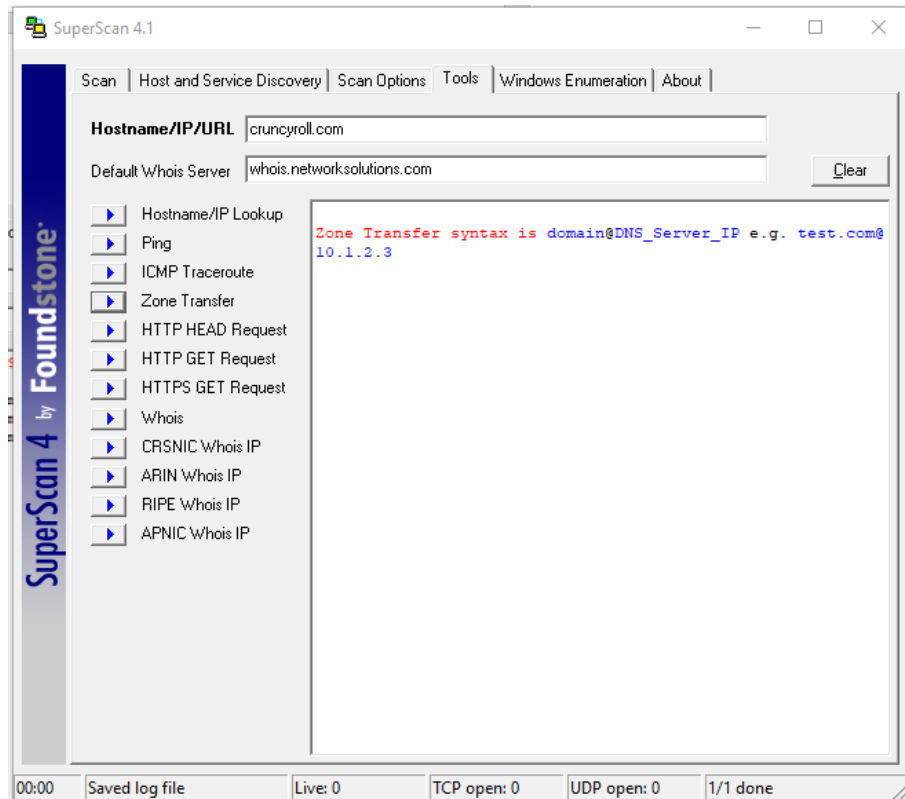 SuperScan 4.1
Scan
Host and Service Discovery
Scan Options
Tools
Windows Enumeration
About
Hostname/IP/URL
cruncyroll.com
Default Whois Server
whois.networksolutions.com
Clear
Hostname/IP Lookup
Ping
ICMP Traceroute
Zone Transfer
HTTP HEAD Request
HTTP GET Request
HTTPS GET Request
Whois
CRSNIC Whois IP
ARIN Whois IP
RIPE Whois IP
APNIC Whois IP
Zone Transfer syntax is domain@DNS_Server_IP e.g. test.com@
10.1.2.3
SuperScan 4 by Foundstone
00:00
Saved log file
Live: 0
TCP open: 0
UDP open: 0
1/1 done